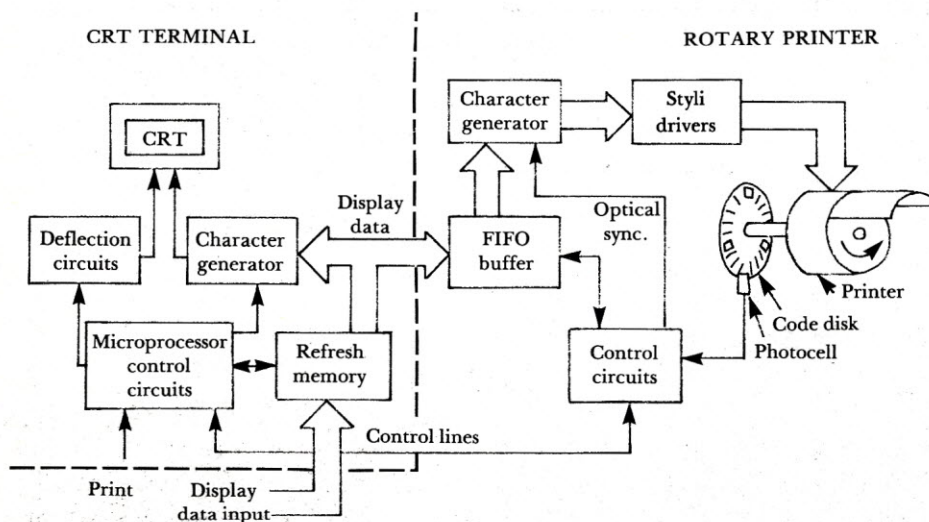 CRT TERMINAL
ROTARY PRINTER
CRT
Deflection
circuits
Character
generator
Microprocessor
control
circuits
Refresh
memory
Display
data
Print
Display
data input
Control lines
Character
generator
Styli
drivers
FIFO
buffer
Optical
sync.
Control
circuits
Printer
Code disk
Photocell